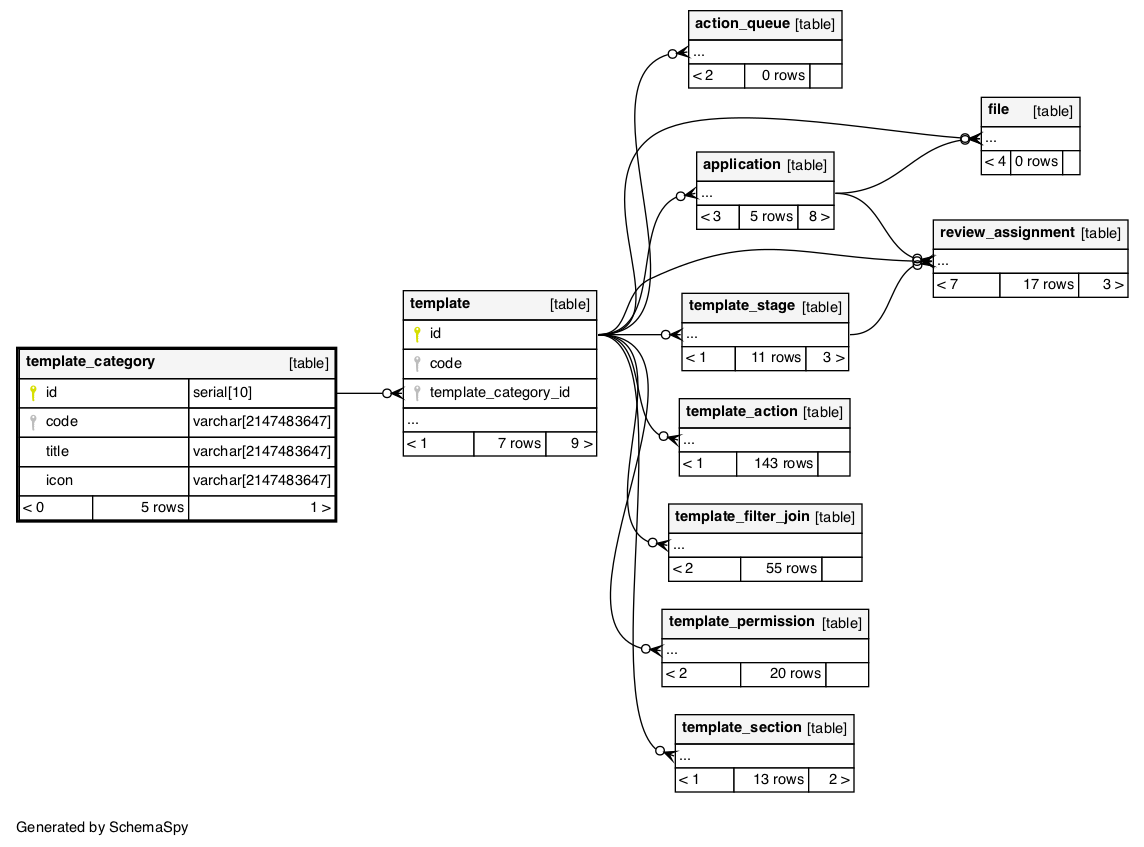 action_queue [table]
...
< 2 0 rows
file [table]
...
< 4 0 rows
application [table]
...
< 3 5 rows 8 >
review_assignment [table]
...
< 7 17 rows 3 >
template [table]
id
code
template_category_id
...
< 1 7 rows 9 >
template_stage [table]
...
< 1 11 rows 3 >
template_category [table]
id serial[10]
code varchar[2147483647]
title varchar[2147483647]
icon varchar[2147483647]
< 0 5 rows 1 >
template_action [table]
...
< 1 143 rows
template_filter_join [table]
...
< 2 55 rows
template_permission [table]
...
< 2 20 rows
template_section [table]
...
< 1 13 rows 2 >
Generated by SchemaSpy